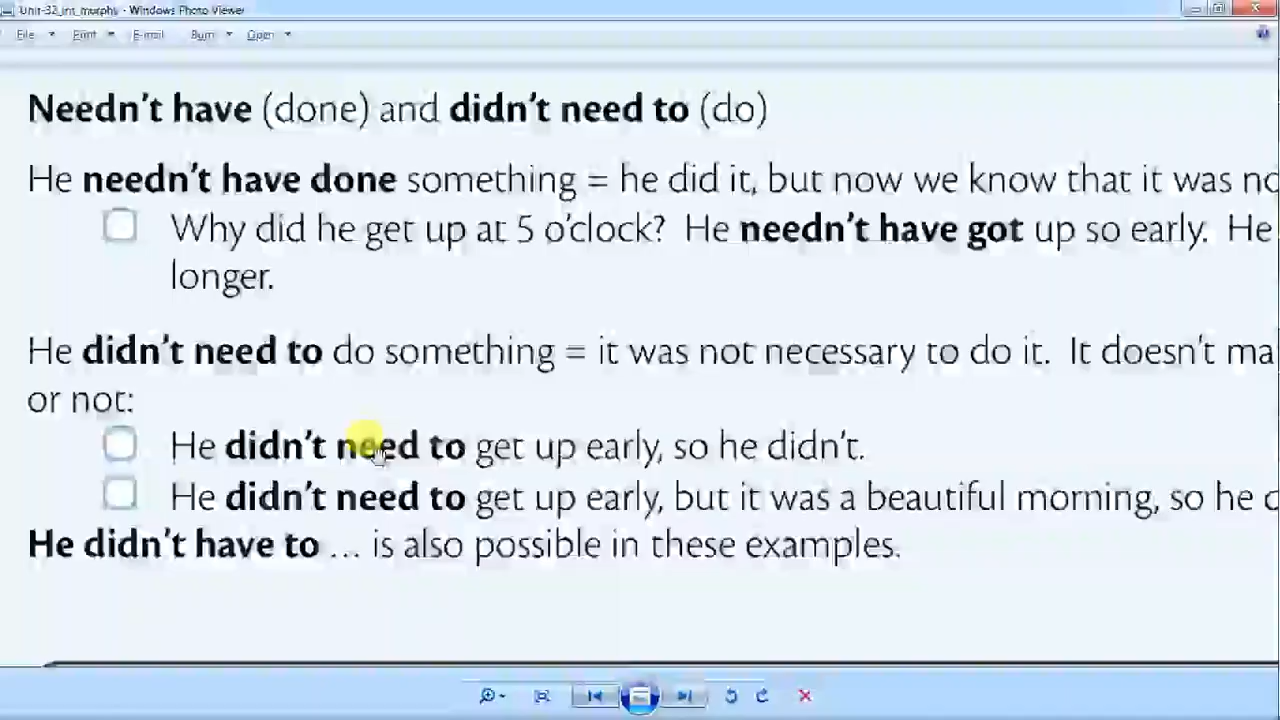 Unit-32_int_murphy - Windows Photo Viewer
File Print E-mail Burn Open
Needn't have (done) and didn't need to (do)
He needn't have done something = he did it, but now we know that it was
Why did he get up at 5 o'clock? He needn't have got up so early. He
longer.
He didn't need to do something = it was not necessary to do it. It doesn't
or not:
He didn't need to get up early, so he didn't.
He didn't need to get up early, but it was a beautiful morning, so he
He didn't have to ... is also possible in these examples.